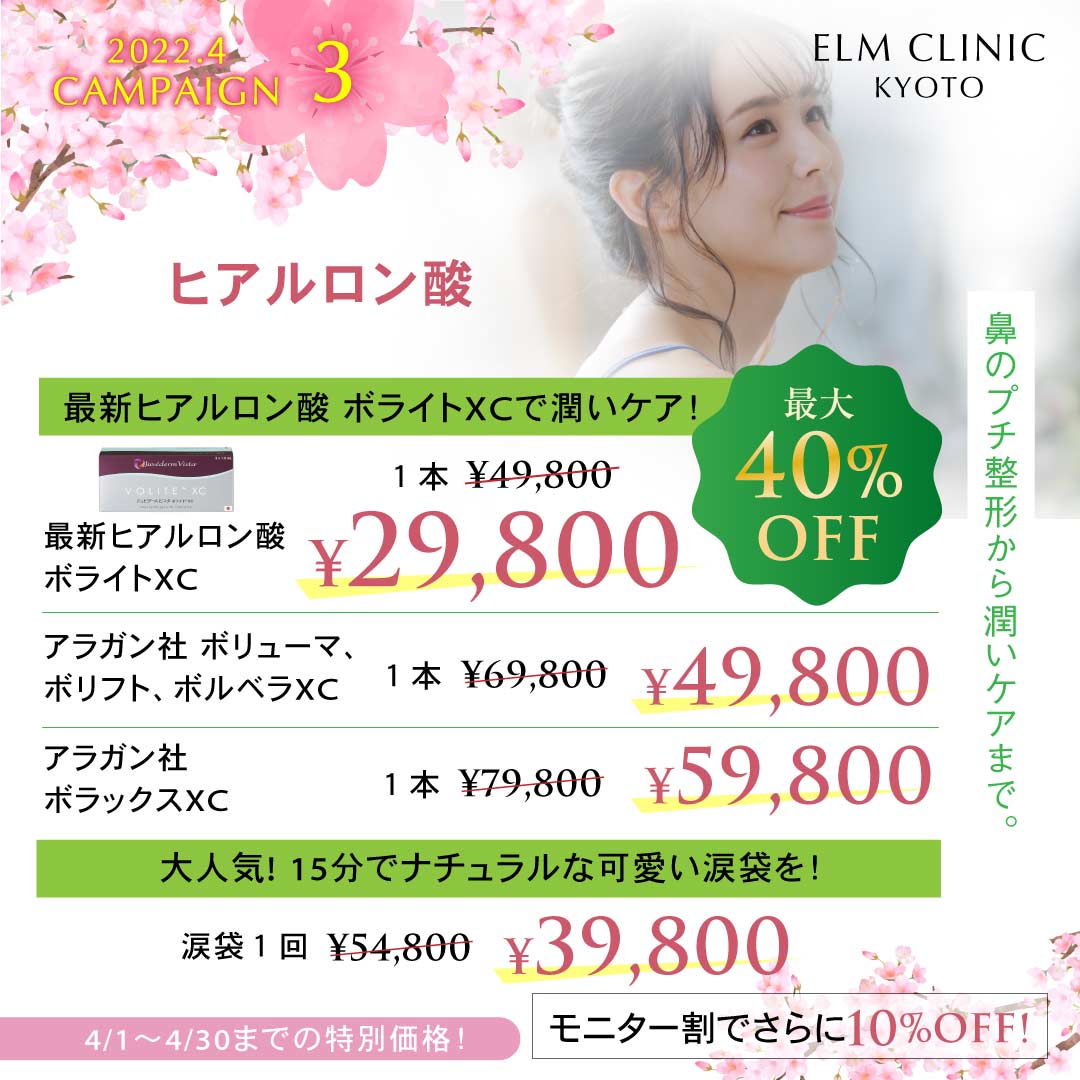 2022.4
CAMPAIGN 3
ELM CLINIC
KYOTO
ヒアルロン酸
鼻のプチ整形から潤いケアまで。
最新ヒアルロン酸 ボライトXCで潤いケア!
最大
40%
OFF
Juvéderm Vista
VOLITE XC
1本 ¥49,800
最新ヒアルロン酸
ボライトXC
¥29,800
アラガン社 ボリューマ、
ボリフト、ボルベラXC
1本 ¥69,800 ¥49,800
アラガン社
ボラックスXC
1本 ¥79,800 ¥59,800
大人気! 15分でナチュラルな可愛い涙袋を!
涙袋1回 ¥54,800 ¥39,800
4/1〜4/30までの特別価格!
モニター割でさらに10%OFF!